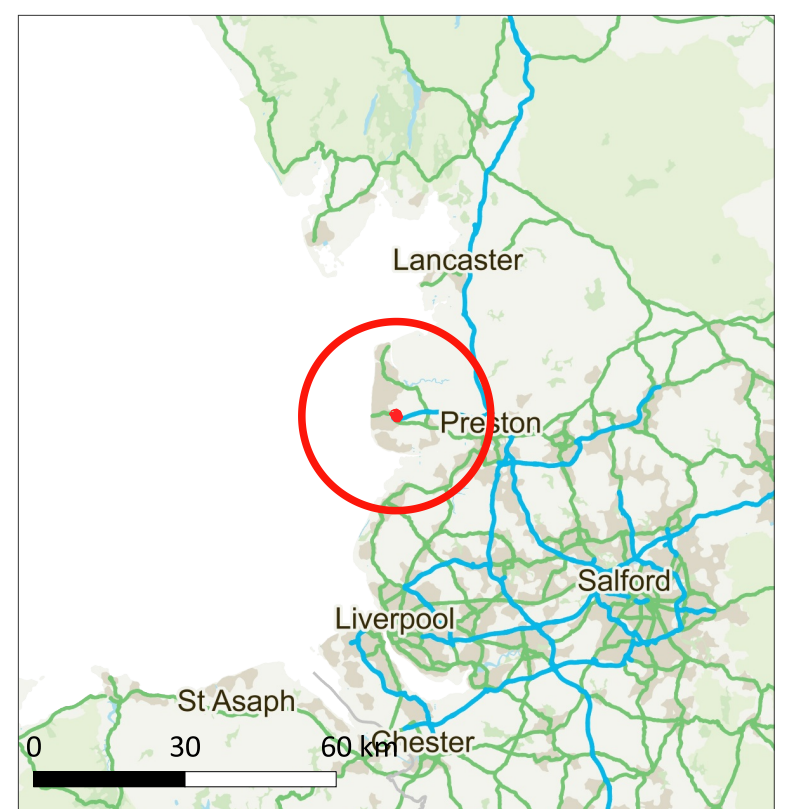 Lancaster
Preston
Salford
Liverpool
St Asaph
Chester
0 30 60 km